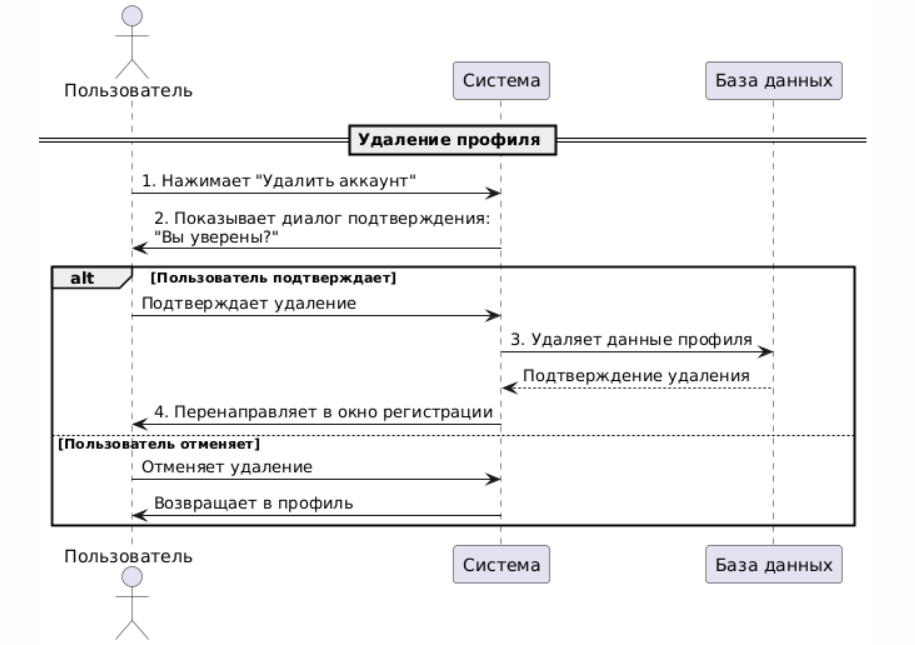 Пользователь
Система
База данных
Удаление профиля
1. Нажимает "Удалить аккаунт"
2. Показывает диалог подтверждения:
"Вы уверены?"
alt
[Пользователь подтверждает]
Подтверждает удаление
3. Удаляет данные профиля
Подтверждение удаления
4. Перенаправляет в окно регистрации
[Пользователь отменяет]
Отменяет удаление
Возвращает в профиль
Пользователь
Система
База данных